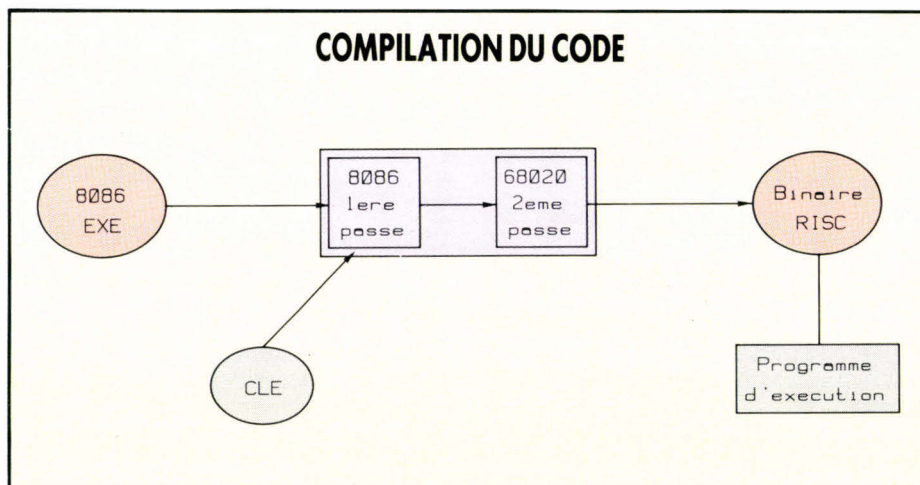 COMPILATION DU CODE
8086
EXE
8086
1ere
passe
68020
2eme
passe
Binaire
RISC
CLE
Programme
d'execution